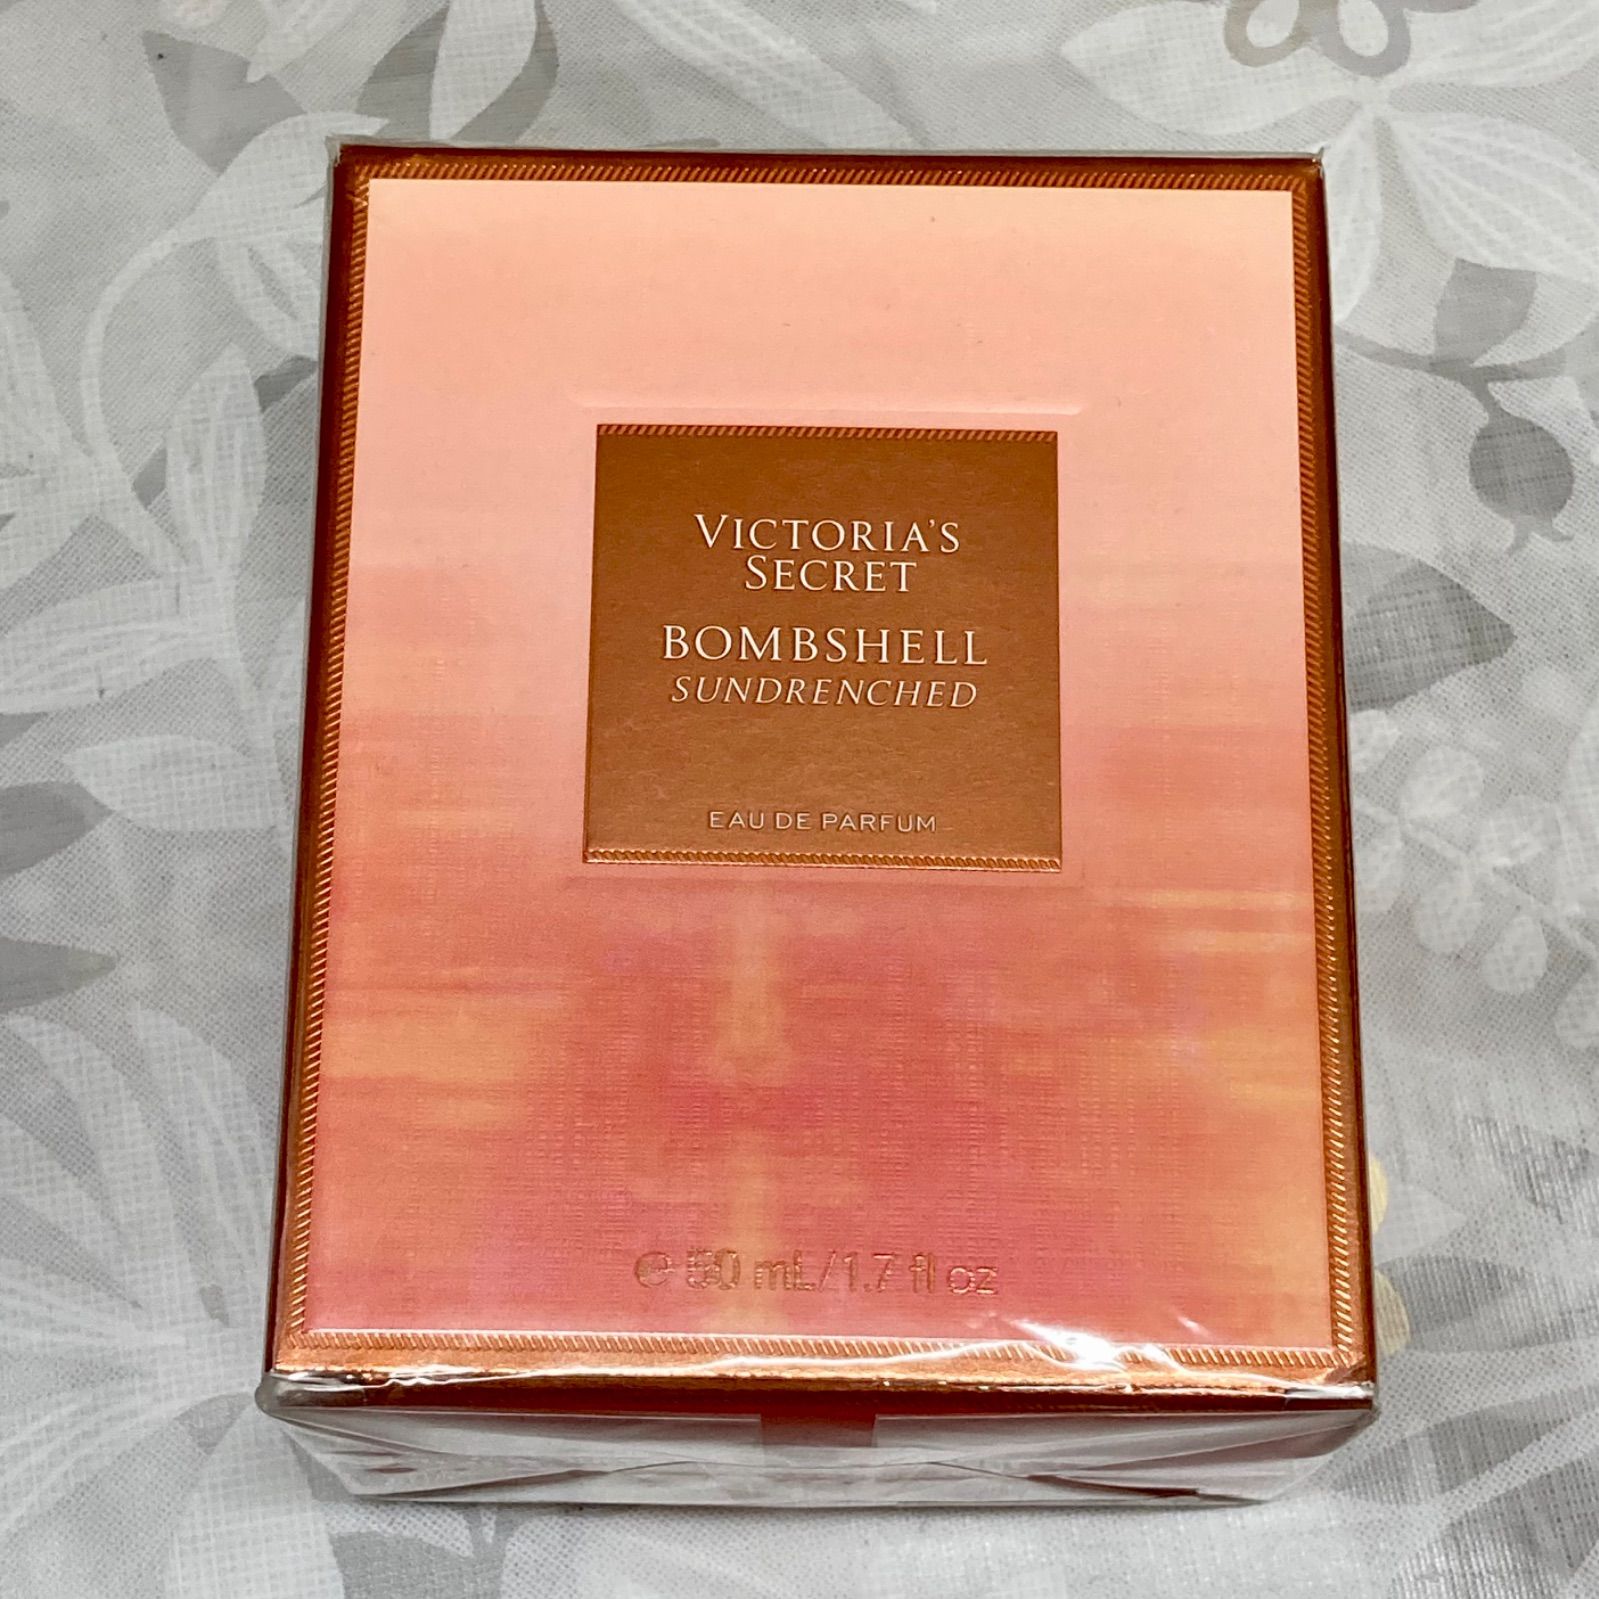 VICTORIA'S
SECRET
BOMBSHELL
SUNDRENCHED
EAU DE PARFUM
℮ 50 mL/1.7 fl oz